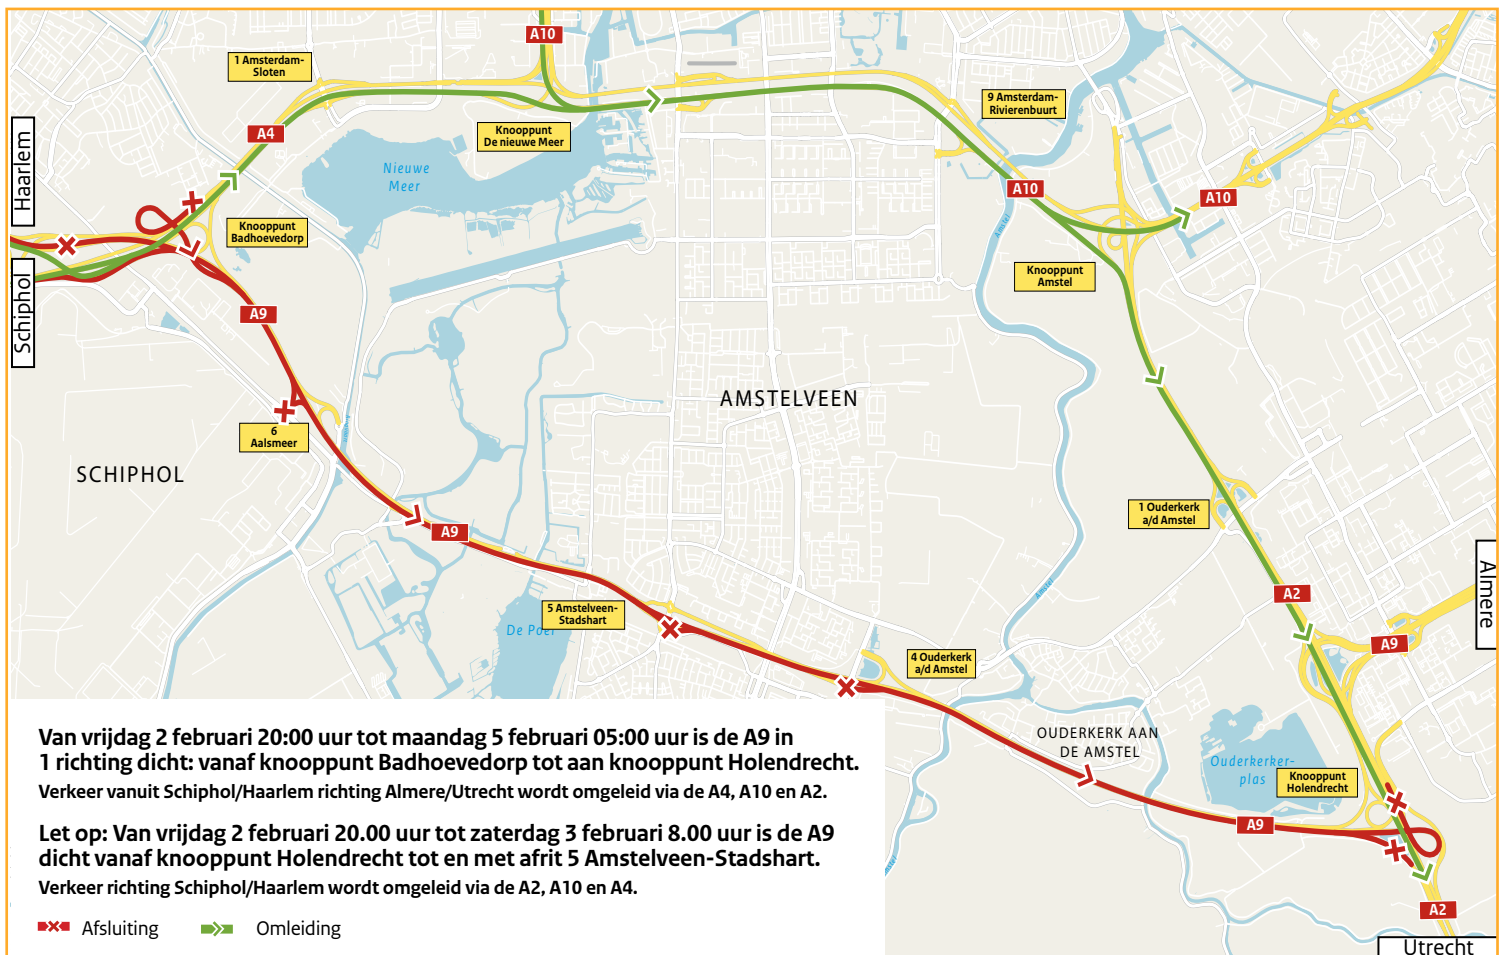 A10
1 Amsterdam-
Sloten
A4
Knooppunt
De nieuwe Meer
9 Amsterdam-
Rivierenbuurt
Haarlem
Nieuwe
Meer
A10
A10
Amstel
Knooppunt
Badhoevedorp
Schiphol
Knooppunt
Amstel
A9
AMSTELVEEN
6
Aalsmeer
SCHIPHOL
1 Ouderkerk
a/d Amstel
A9
Almere
A2
Amstel
5 Amstelveen-
Stadshart
De Poel
A9
4 Ouderkerk
a/d Amstel
OUDERKERK AAN
DE AMSTEL
Ouderkerker-
plas
Knooppunt
Holendrecht
A9
A2
Utrecht
Van vrijdag 2 februari 20:00 uur tot maandag 5 februari 05:00 uur is de A9 in
1 richting dicht: vanaf knooppunt Badhoevedorp tot aan knooppunt Holendrecht.
Verkeer vanuit Schiphol/Haarlem richting Almere/Utrecht wordt omgeleid via de A4, A10 en A2.
Let op: Van vrijdag 2 februari 20.00 uur tot zaterdag 3 februari 8.00 uur is de A9
dicht vanaf knooppunt Holendrecht tot en met afrit 5 Amstelveen-Stadshart.
Verkeer richting Schiphol/Haarlem wordt omgeleid via de A2, A10 en A4.
Afsluiting
Omleiding